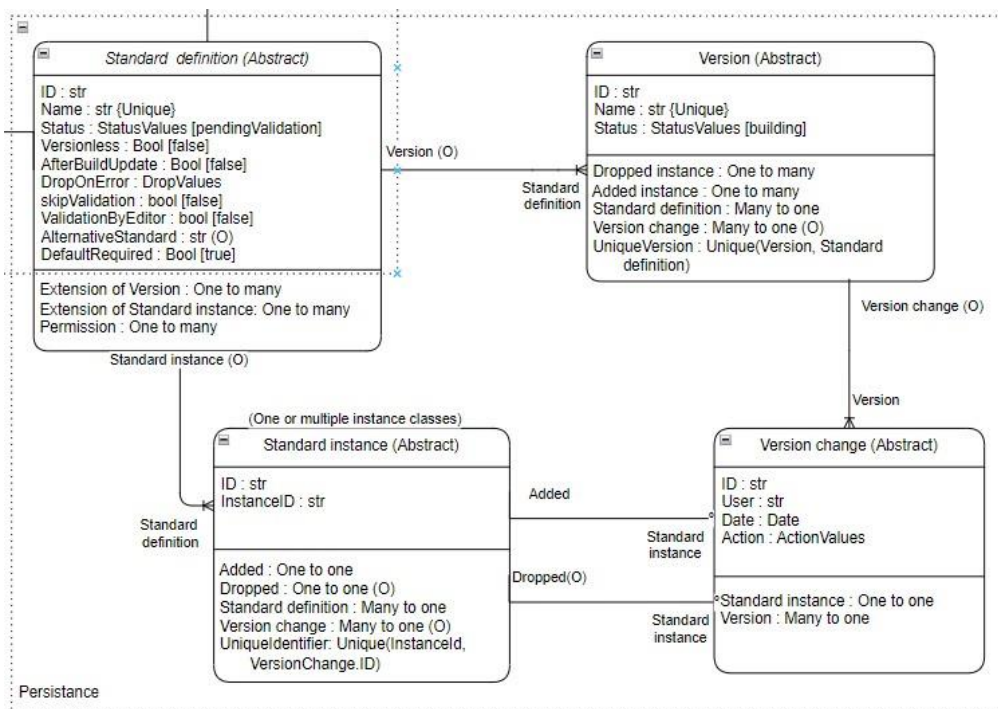 Standard definition (Abstract)
ID : str
Name : str {Unique}
Status : StatusValues [pendingValidation]
Versionless : Bool [false]
AfterBuildUpdate : Bool [false]
DropOnError : DropValues
skipValidation : bool [false]
ValidationByEditor : bool [false]
AlternativeStandard : str (O)
DefaultRequired : Bool [true]
Extension of Version : One to many
Extension of Standard instance: One to many
Permission : One to many
Version (O)
Standard
definition
Version (Abstract)
ID : str
Name : str {Unique}
Status : StatusValues [building]
Dropped instance : One to many
Added instance : One to many
Standard definition : Many to one
Version change : Many to one (O)
UniqueVersion : Unique(Version, Standard
definition)
Version change (O)
Version
Standard instance (O)
Standard
definition
(One or multiple instance classes)
Standard instance (Abstract)
ID : str
InstanceID : str
Added : One to one
Dropped : One to one (O)
Standard definition : Many to one
Version change : Many to one (O)
UniqueIdentifier: Unique(InstanceId,
VersionChange.ID)
Added
Standard
instance
Dropped(O)
Standard
instance
Version change (Abstract)
ID : str
User : str
Date : Date
Action : ActionValues
Standard instance : One to one
Version : Many to one
Persistance